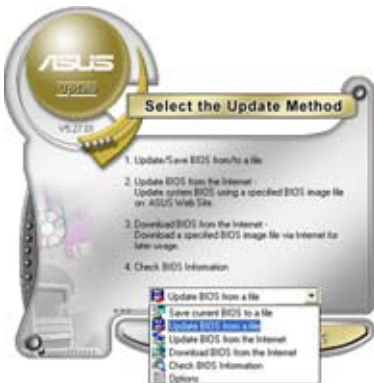 ASUS
Update
V5.27.01
Select the Update Method
1. Update/Save BIOS from/to a file
2. Update BIOS from the Internet -
Update system BIOS using a specified BIOS image file
on ASUS Web Site.
3. Download BIOS from the Internet -
Download a specified BIOS image file via Internet for
later usage.
4. Check BIOS Information
Update BIOS from a file
Save current BIOS to a file
Update BIOS from a file
Update BIOS from the Internet
Download BIOS from the Internet
Check BIOS Information
Options